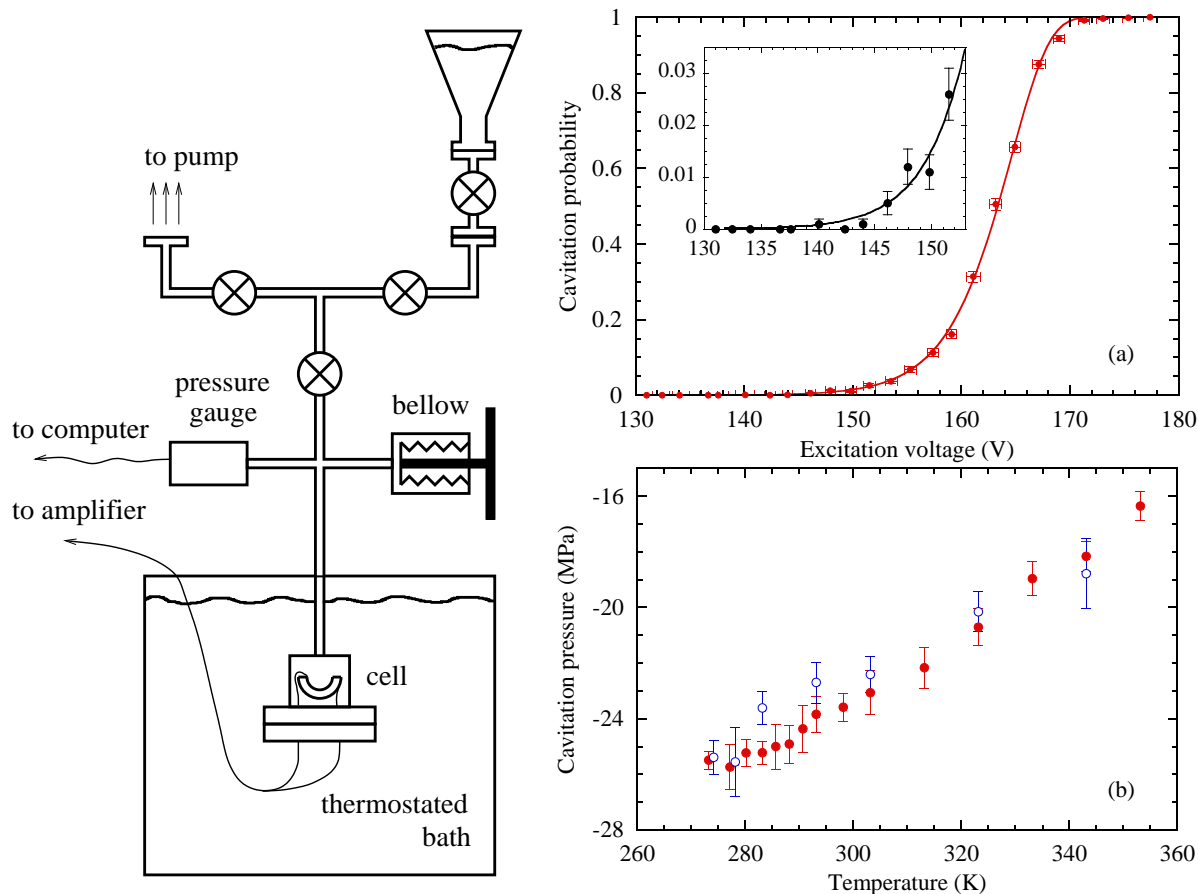 to pump
pressure
gauge
bellow
to computer
to amplifier
cell
thermostated
bath
Cavitation probability
1
0.8
0.6
0.4
0.2
0
0.03
0.02
0.01
0
130 135 140 145 150
(a)
130 140 150 160 170 180
Excitation voltage (V)
Cavitation pressure (MPa)
-16
-20
-24
-28
(b)
260 280 300 320 340 360
Temperature (K)